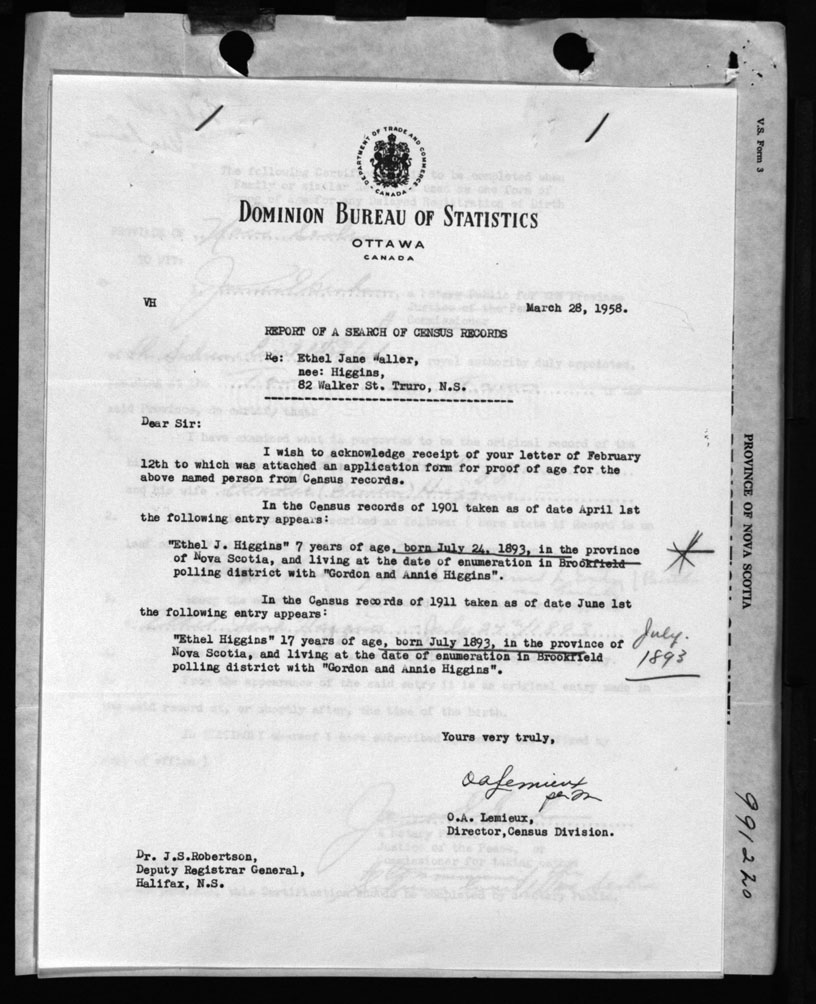 DEPARTMENT OF TRADE AND COMMERCE
CANADA
DOMINION BUREAU OF STATISTICS
OTTAWA
CANADA
VH
March 28, 1958.
REPORT OF A SEARCH OF CENSUS RECORDS
Re: Ethel Jane Waller,
nee: Higgins,
82 Walker St. Truro, N.S.
Dear Sir:
I wish to acknowledge receipt of your letter of February
12th to which was attached an application form for proof of age for the
above named person from Census records.
In the Census records of 1901 taken as of date April 1st
the following entry appears:
"Ethel J. Higgins" 7 years of age, born July 24, 1893, in the province
of Nova Scotia, and living at the date of enumeration in Brookfield
polling district with "Gordon and Annie Higgins".
In the Census records of 1911 taken as of date June 1st
the following entry appears:
"Ethel Higgins" 17 years of age, born July 1893, in the province of
Nova Scotia, and living at the date of enumeration in Brookfield
polling district with "Gordon and Annie Higgins".
July.
1893
Yours very truly,
O A Lemieux
per
O.A. Lemieux,
Director,Census Division.
Dr. J.S.Robertson,
Deputy Registrar General,
Halifax, N.S.
V.S. Form 3
PROVINCE OF NOVA SCOTIA
991220